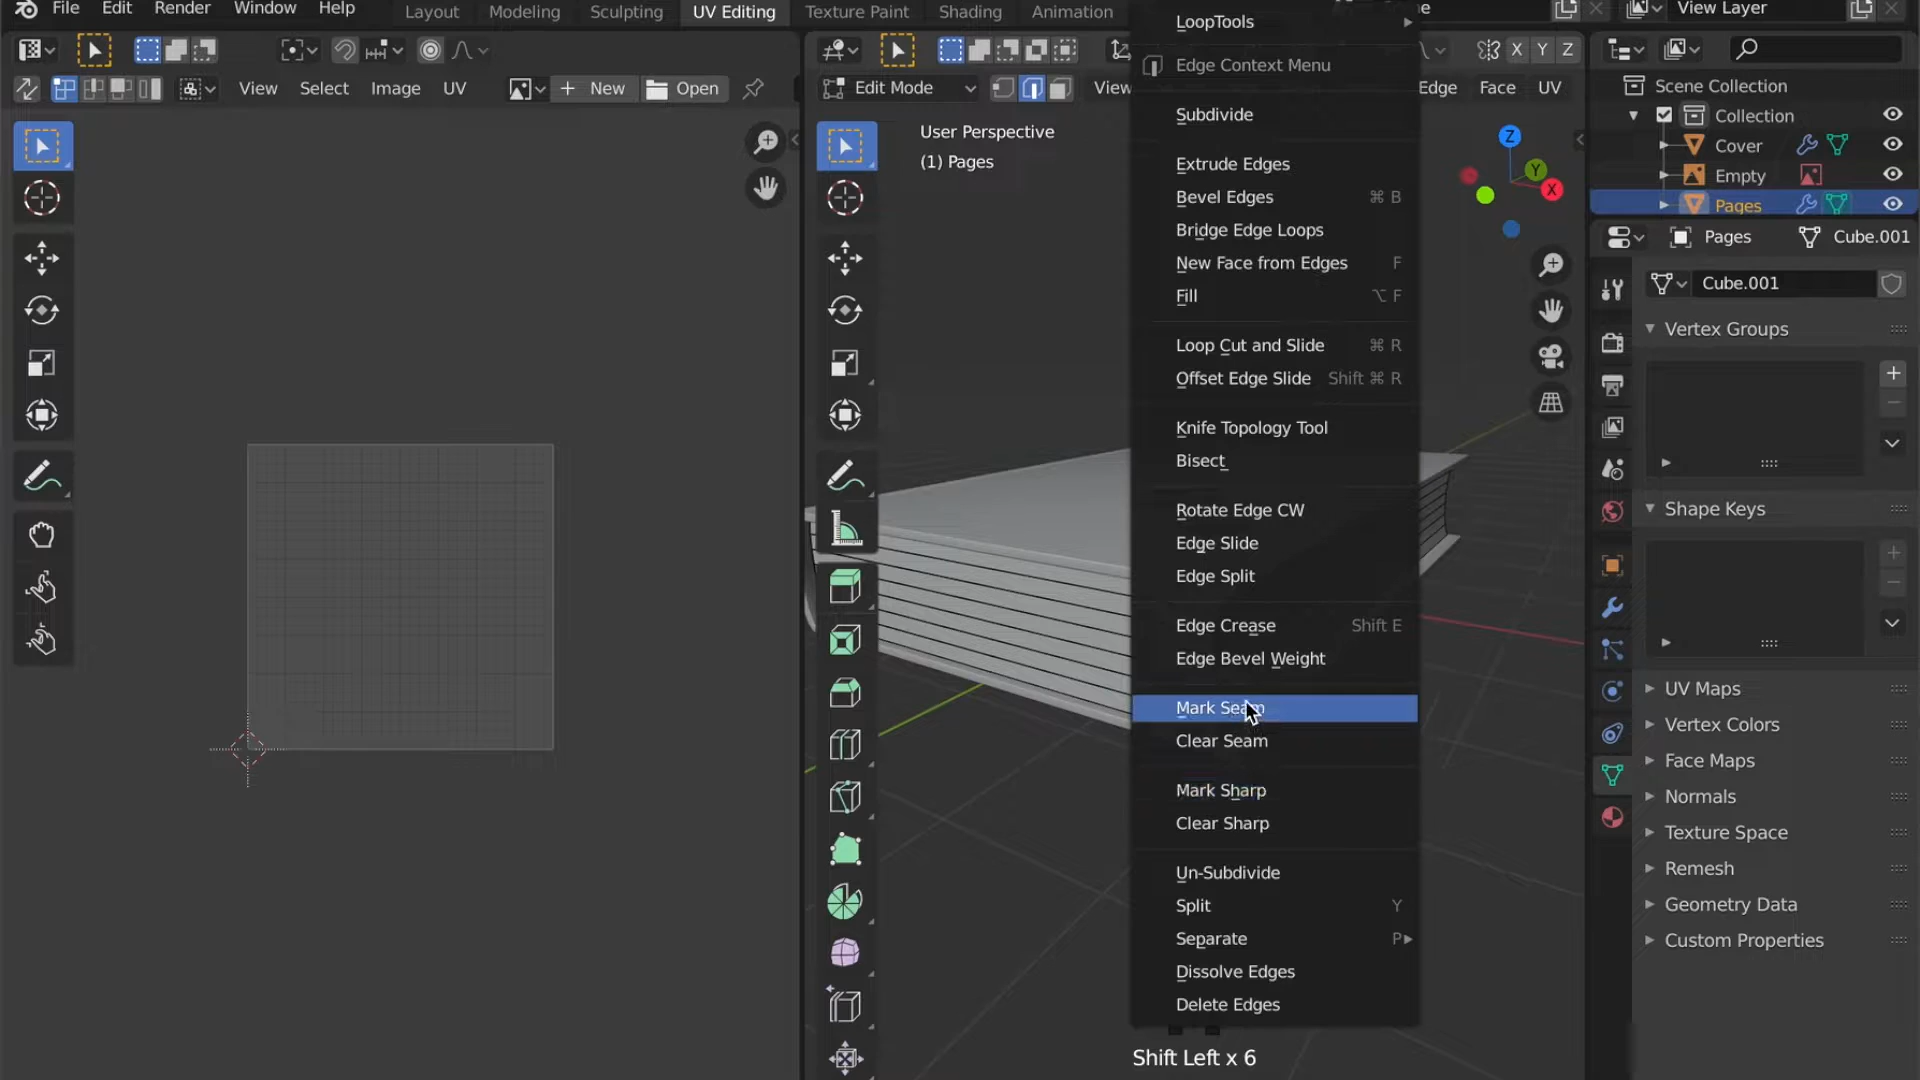 File Edit Render Window Help
Layout Modeling Sculpting UV Editing Texture Paint Shading Animation
View Layer
View Select Image UV New Open
Edit Mode
Edge Face UV
User Perspective
(1) Pages
Z
Y
X
X Y Z
LoopTools
Edge Context Menu
Subdivide
Extrude Edges
Bevel Edges ⌘ B
Bridge Edge Loops
New Face from Edges F
Fill ⌥ F
Loop Cut and Slide ⌘ R
Offset Edge Slide Shift ⌘ R
Knife Topology Tool
Bisect
Rotate Edge CW
Edge Slide
Edge Split
Edge Crease Shift E
Edge Bevel Weight
Mark Seam
Clear Seam
Mark Sharp
Clear Sharp
Un-Subdivide
Split Y
Separate P
Dissolve Edges
Delete Edges
Shift Left x 6
Scene Collection
Collection
Cover
Empty
Pages
Pages Cube.001
Cube.001
Vertex Groups
Shape Keys
UV Maps
Vertex Colors
Face Maps
Normals
Texture Space
Remesh
Geometry Data
Custom Properties